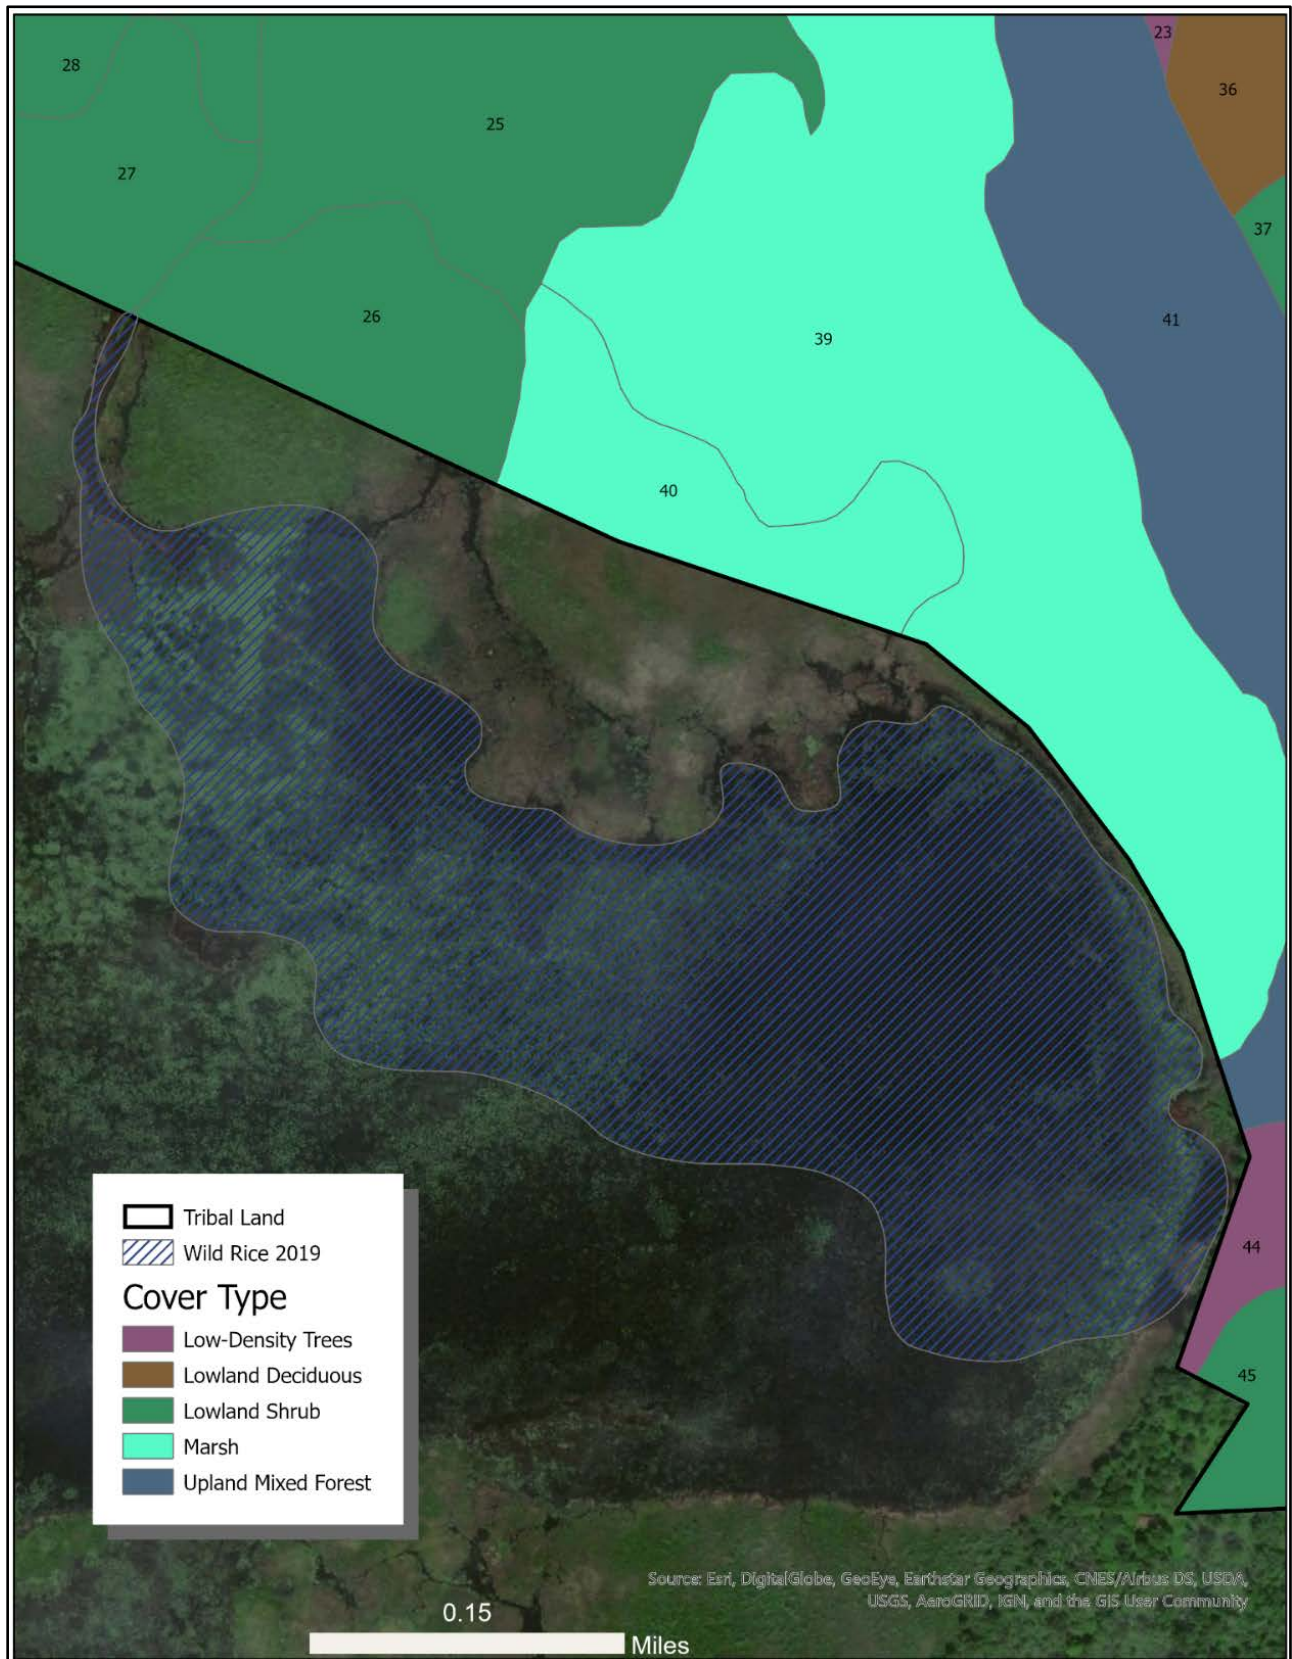 23
28
36
25
27
37
26
41
39
40
44
45
Tribal Land
Wild Rice 2019
Cover Type
Low-Density Trees
Lowland Deciduous
Lowland Shrub
Marsh
Upland Mixed Forest
Source: Esri, DigitalGlobe, GeoEye, Earthstar Geographics, CNES/Airbus DS, USDA,
USGS, AeroGRID, IGN, and the GIS User Community
0.15
Miles